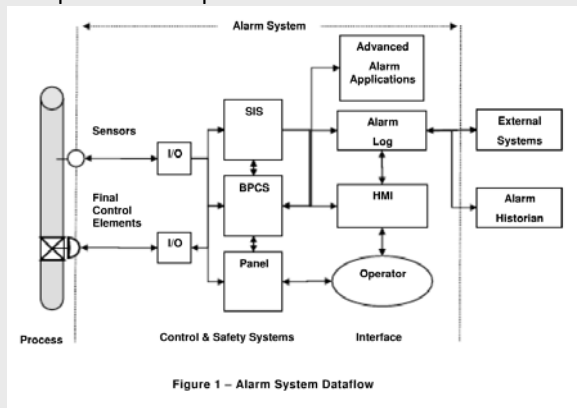 Alarm System
Advanced
Alarm
Applications
SIS
Alarm
Log
External
Systems
Sensors
I/O
BPCS
HMI
Alarm
Historian
Final
Control
Elements
I/O
Panel
Operator
Process
Control & Safety Systems
Interface
Figure 1 – Alarm System Dataflow